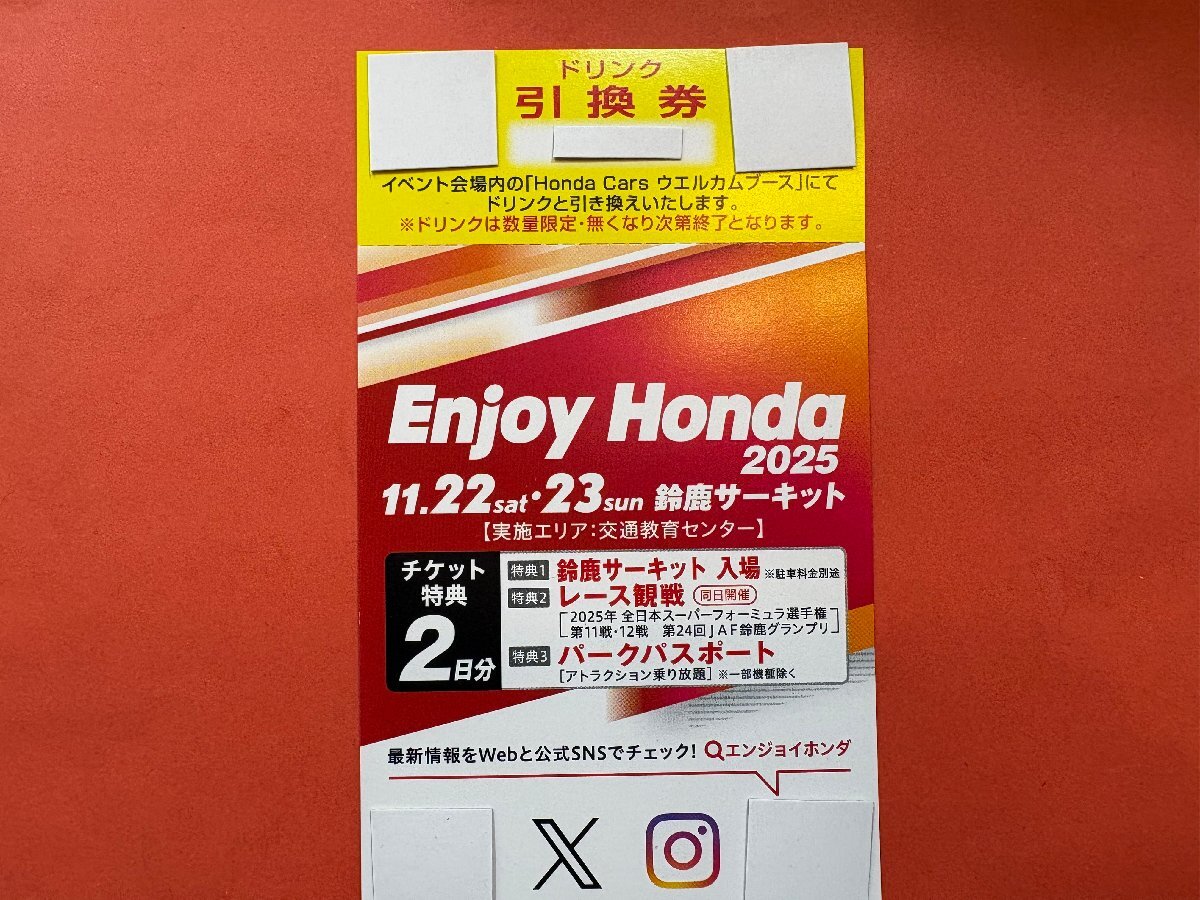 ドリンク
引換券
イベント会場内の「Honda Cars ウエルカムブース」にて
ドリンクと引き換えいたします。
※ドリンクは数量限定・無くなり次第終了となります。
Enjoy Honda
2025
11.22sat・23sun 鈴鹿サーキット
【実施エリア:交通教育センター】
チケット
特典
2日分
特典1 鈴鹿サーキット 入場 ※駐車料金別途
特典2 レース観戦 同日開催
[2025年 全日本スーパーフォーミュラ選手権
第11戦・12戦 第24回JAF鈴鹿グランプリ]
特典3 パークパスポート
[アトラクション乗り放題] ※一部機種除く
最新情報をWebと公式SNSでチェック! エンジョイホンダ